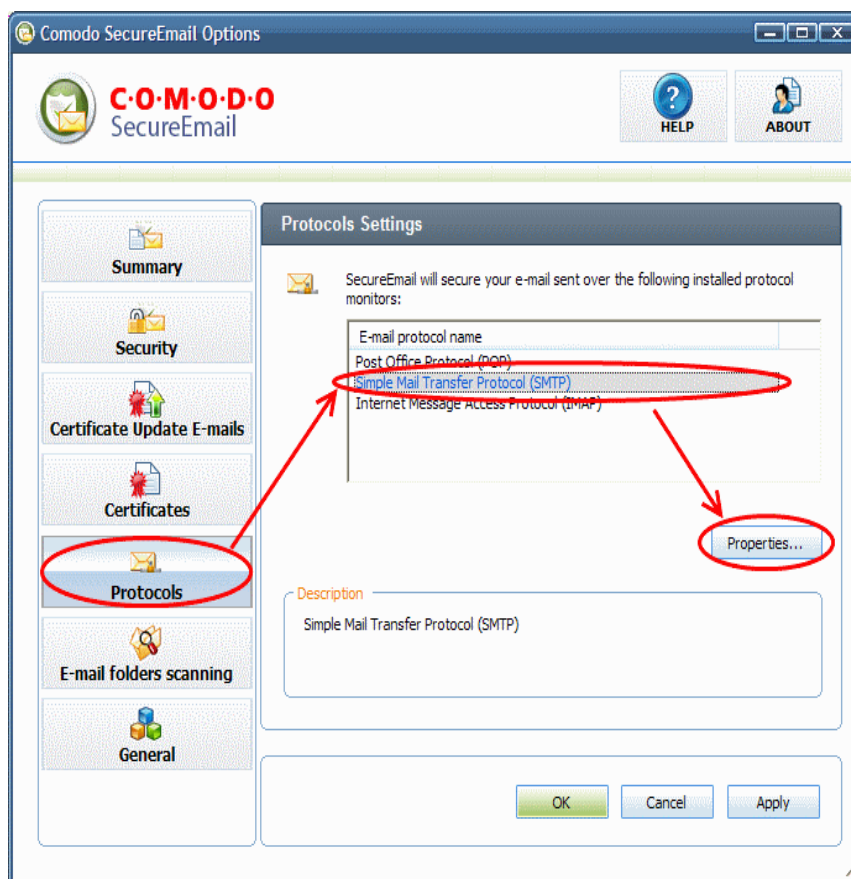 Comodo SecureEmail Options
C·O·M·O·D·O
SecureEmail
HELP
ABOUT
Summary
Security
Certificate Update E-mails
Certificates
Protocols
E-mail folders scanning
General
Protocols Settings
SecureEmail will secure your e-mail sent over the following installed protocol
monitors:
E-mail protocol name
Post Office Protocol (POP)
Simple Mail Transfer Protocol (SMTP)
Internet Message Access Protocol (IMAP)
Properties...
Description
Simple Mail Transfer Protocol (SMTP)
OK
Cancel
Apply